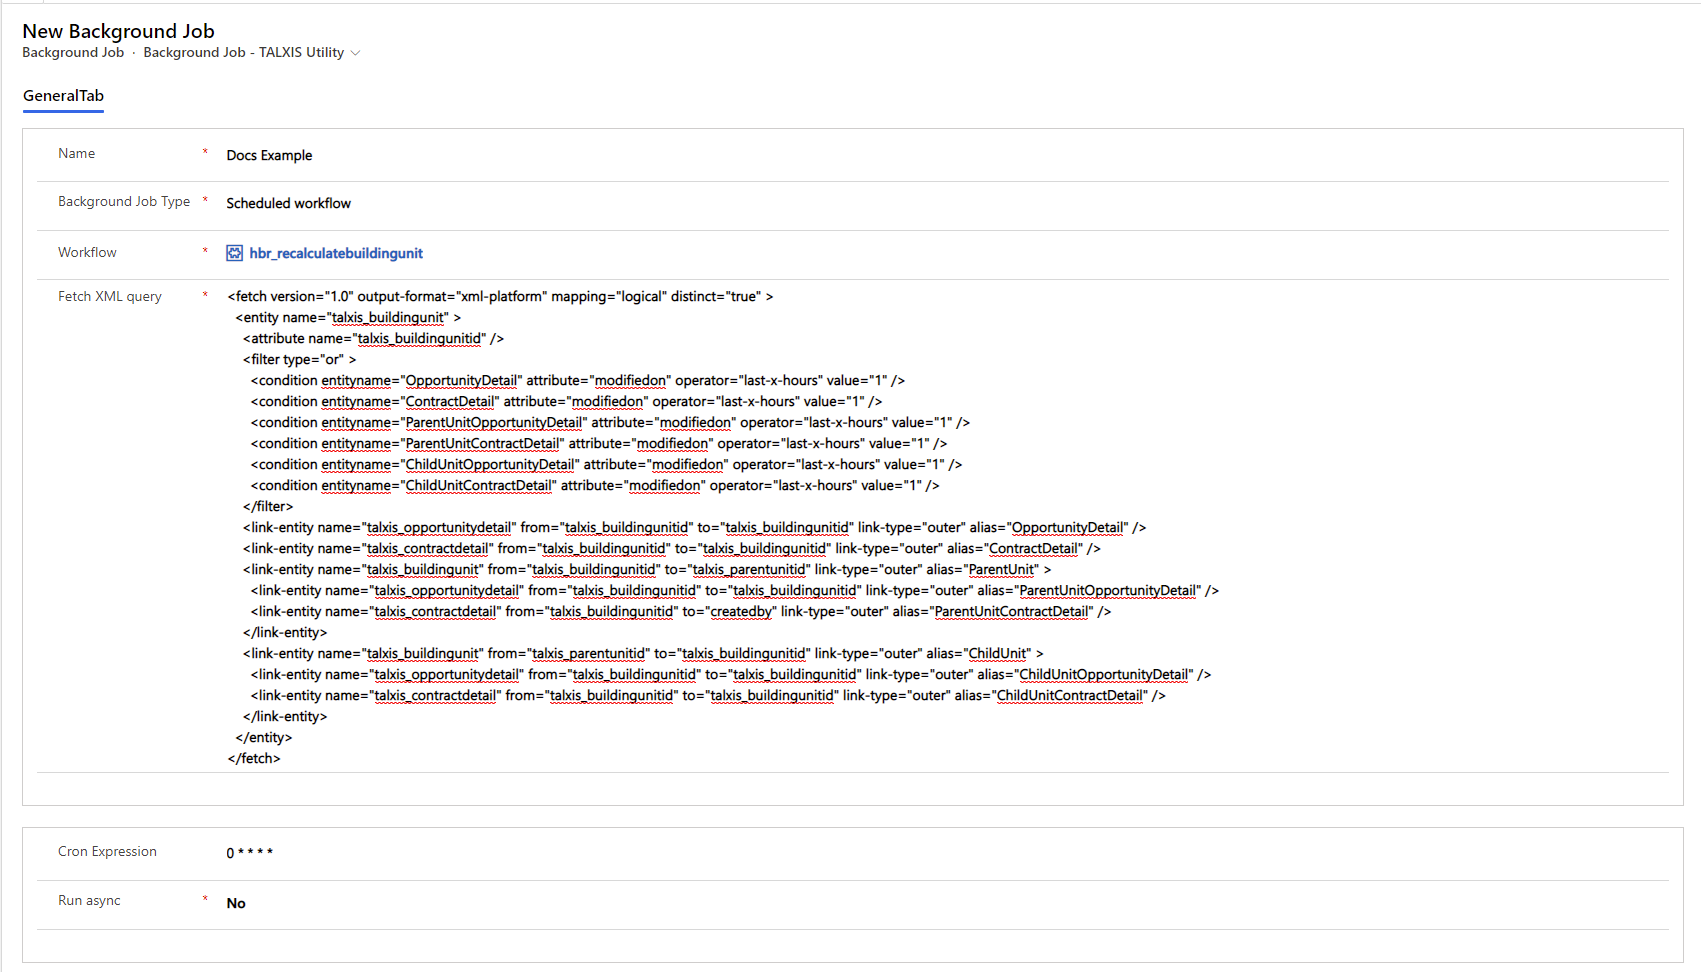 New Background Job
Background Job · Background Job - TALXIS Utility
GeneralTab
Name * Docs Example
Background Job Type * Scheduled workflow
Workflow * hbr_recalculatebuildingunit
Fetch XML query * <fetch version="1.0" output-format="xml-platform" mapping="logical" distinct="true" >
<entity name="talxis_buildingunit" >
<attribute name="talxis_buildingunitid" />
<filter type="or" >
<condition entityname="OpportunityDetail" attribute="modifiedon" operator="last-x-hours" value="1" />
<condition entityname="ContractDetail" attribute="modifiedon" operator="last-x-hours" value="1" />
<condition entityname="ParentUnitOpportunityDetail" attribute="modifiedon" operator="last-x-hours" value="1" />
<condition entityname="ParentUnitContractDetail" attribute="modifiedon" operator="last-x-hours" value="1" />
<condition entityname="ChildUnitOpportunityDetail" attribute="modifiedon" operator="last-x-hours" value="1" />
<condition entityname="ChildUnitContractDetail" attribute="modifiedon" operator="last-x-hours" value="1" />
</filter>
<link-entity name="talxis_opportunitydetail" from="talxis_buildingunitid" to="talxis_buildingunitid" link-type="outer" alias="OpportunityDetail" />
<link-entity name="talxis_contractdetail" from="talxis_buildingunitid" to="talxis_buildingunitid" link-type="outer" alias="ContractDetail" />
<link-entity name="talxis_buildingunit" from="talxis_buildingunitid" to="talxis_parentunitid" link-type="outer" alias="ParentUnit" >
<link-entity name="talxis_opportunitydetail" from="talxis_buildingunitid" to="talxis_buildingunitid" link-type="outer" alias="ParentUnitOpportunityDetail" />
<link-entity name="talxis_contractdetail" from="talxis_buildingunitid" to="createdby" link-type="outer" alias="ParentUnitContractDetail" />
</link-entity>
<link-entity name="talxis_buildingunit" from="talxis_parentunitid" to="talxis_buildingunitid" link-type="outer" alias="ChildUnit" >
<link-entity name="talxis_opportunitydetail" from="talxis_buildingunitid" to="talxis_buildingunitid" link-type="outer" alias="ChildUnitOpportunityDetail" />
<link-entity name="talxis_contractdetail" from="talxis_buildingunitid" to="talxis_buildingunitid" link-type="outer" alias="ChildUnitContractDetail" />
</link-entity>
</entity>
</fetch>
Cron Expression 0 * * * *
Run async * No